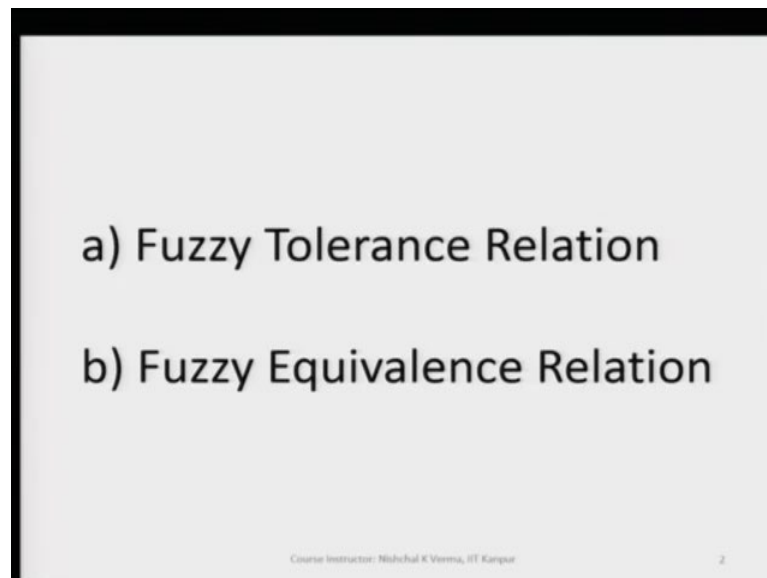 a) Fuzzy Tolerance Relation
b) Fuzzy Equivalence Relation
Course Instructor: Nishchal K Verma, IIT Kanpur
2